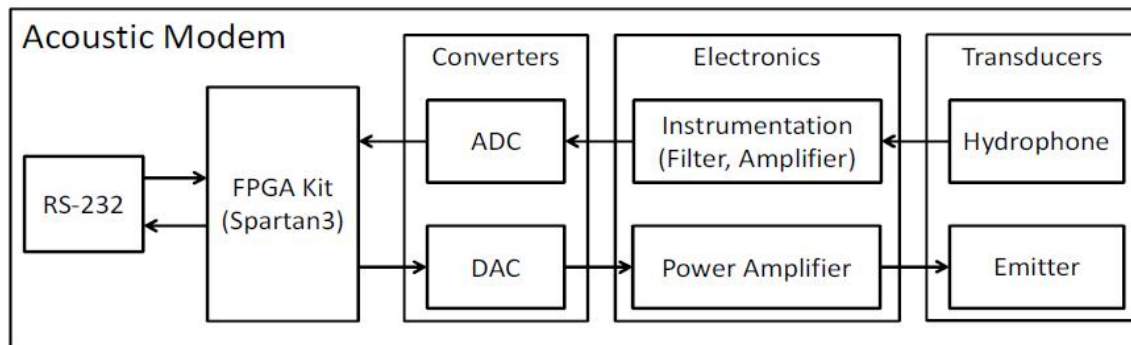 Acoustic Modem
Converters
Electronics
Transducers
ADC
Instrumentation
(Filter, Amplifier)
Hydrophone
RS-232
FPGA Kit
(Spartan3)
DAC
Power Amplifier
Emitter